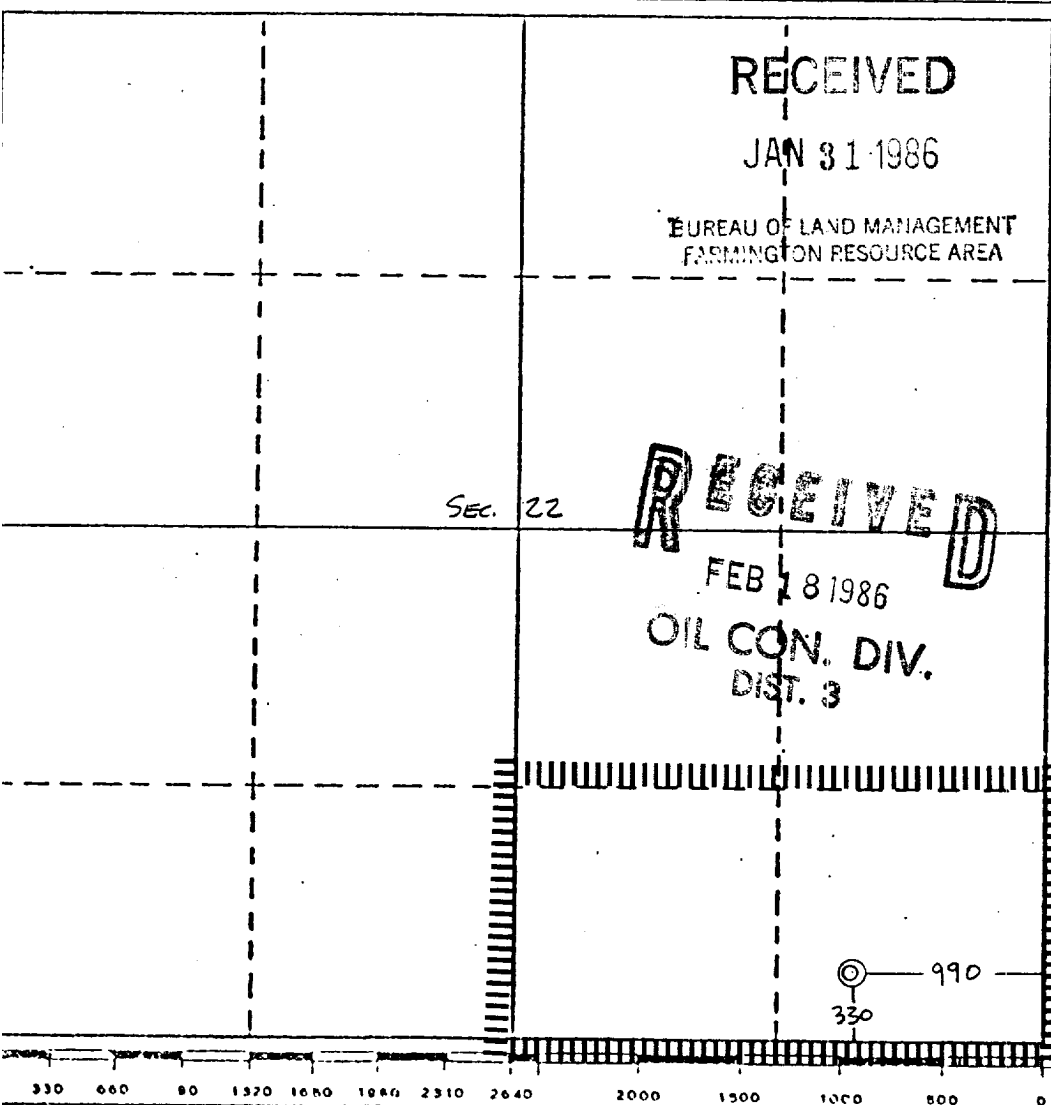 RECEIVED
JAN 31 1986
BUREAU OF LAND MANAGEMENT
FARMINGTON RESOURCE AREA
SEC. 22
RECEIVED
FEB 18 1986
OIL CON. DIV.
DIST. 3
990
330
330 660 90 1320 1650 1980 2310 2640 2000 1500 1000 500 0